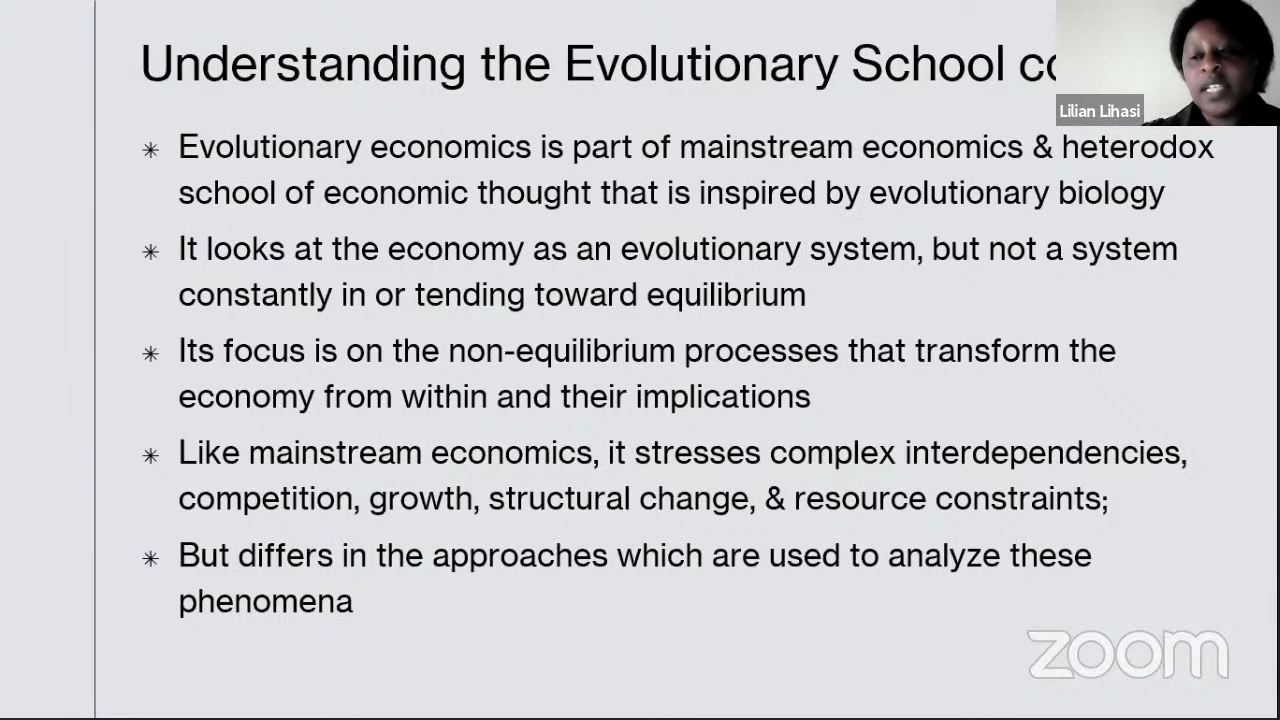 Understanding the Evolutionary School co
Lilian Lihasi
✳ Evolutionary economics is part of mainstream economics & heterodox
school of economic thought that is inspired by evolutionary biology
✳ It looks at the economy as an evolutionary system, but not a system
constantly in or tending toward equilibrium
✳ Its focus is on the non-equilibrium processes that transform the
economy from within and their implications
✳ Like mainstream economics, it stresses complex interdependencies,
competition, growth, structural change, & resource constraints;
✳ But differs in the approaches which are used to analyze these
phenomena
zoom